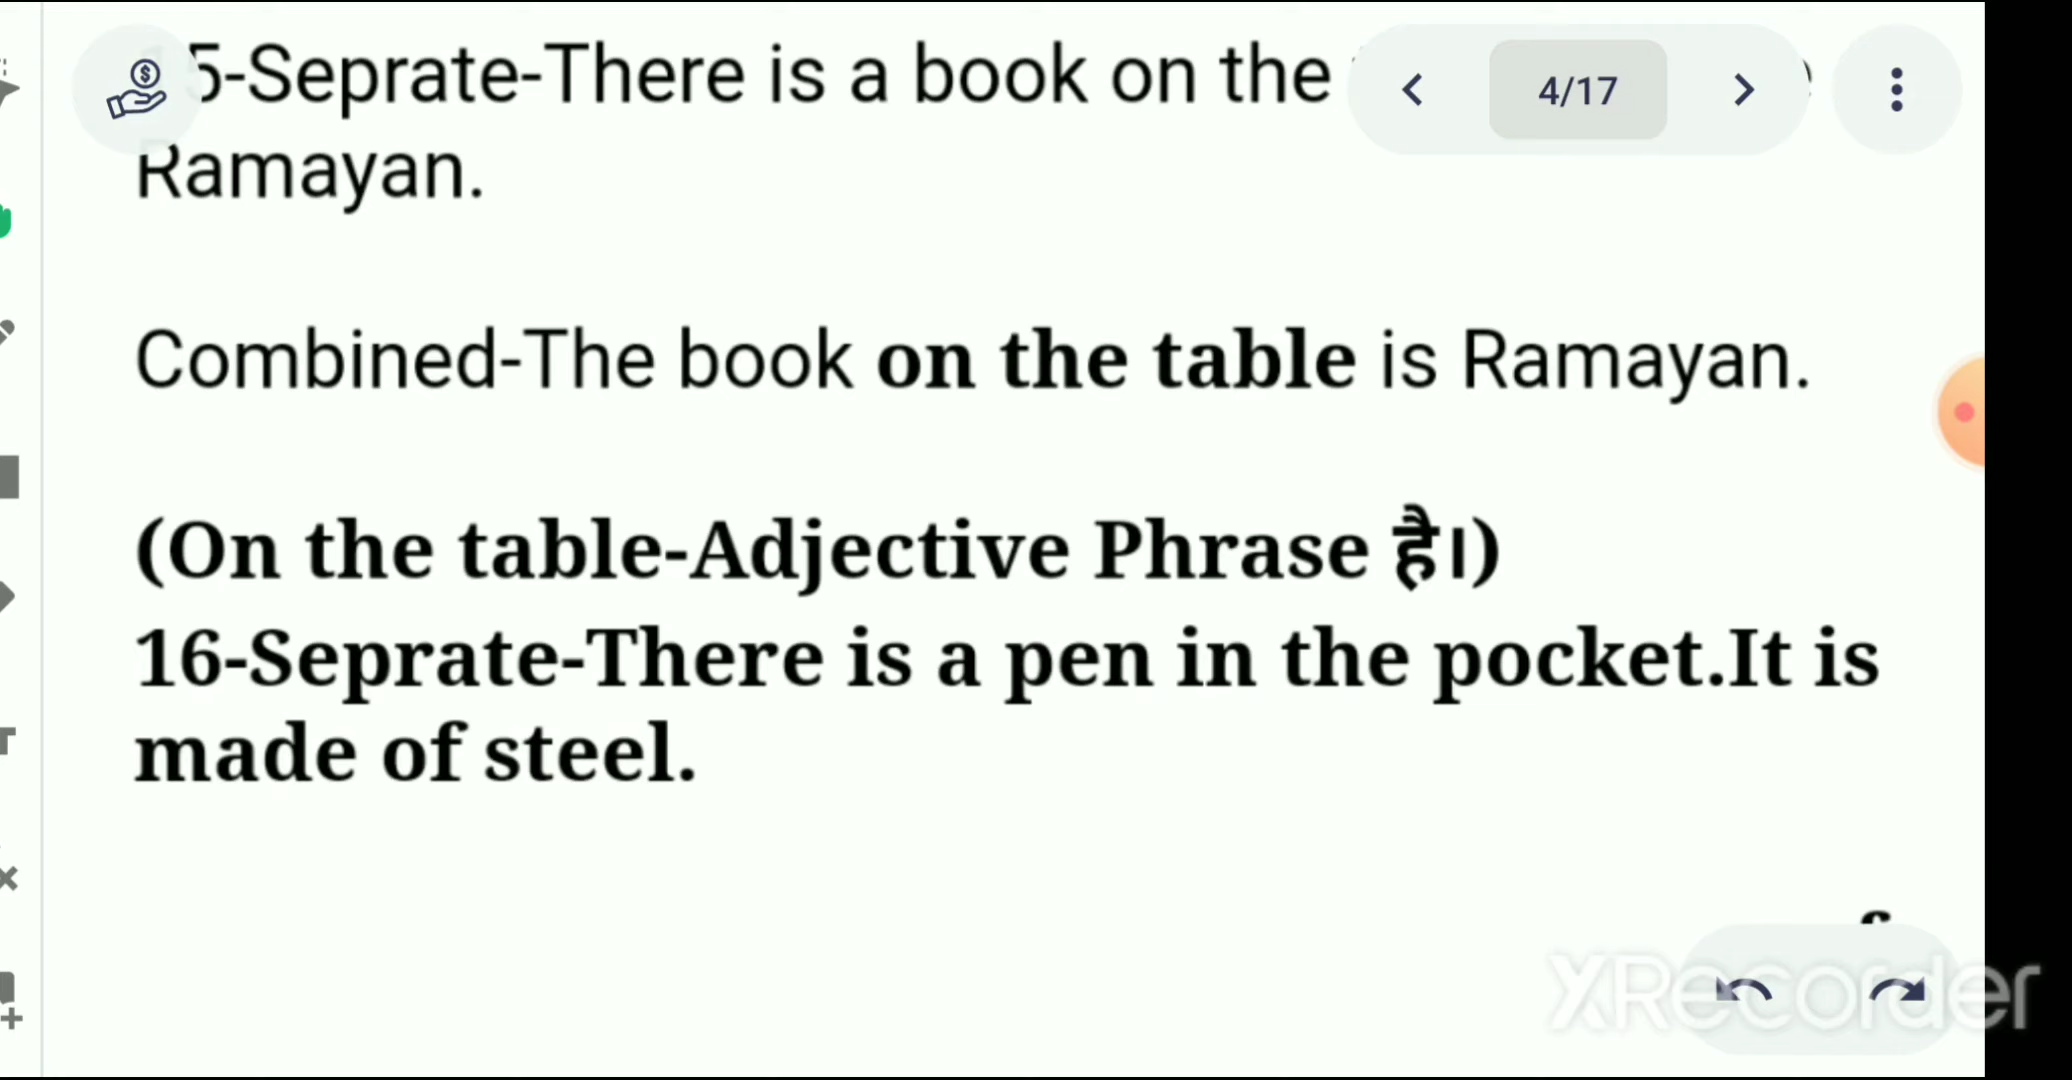 5-Seprate-There is a book on the
4/17
Ramayan.
Combined-The book on the table is Ramayan.
(On the table-Adjective Phrase है।)
16-Seprate-There is a pen in the pocket.It is
made of steel.
XRecorder